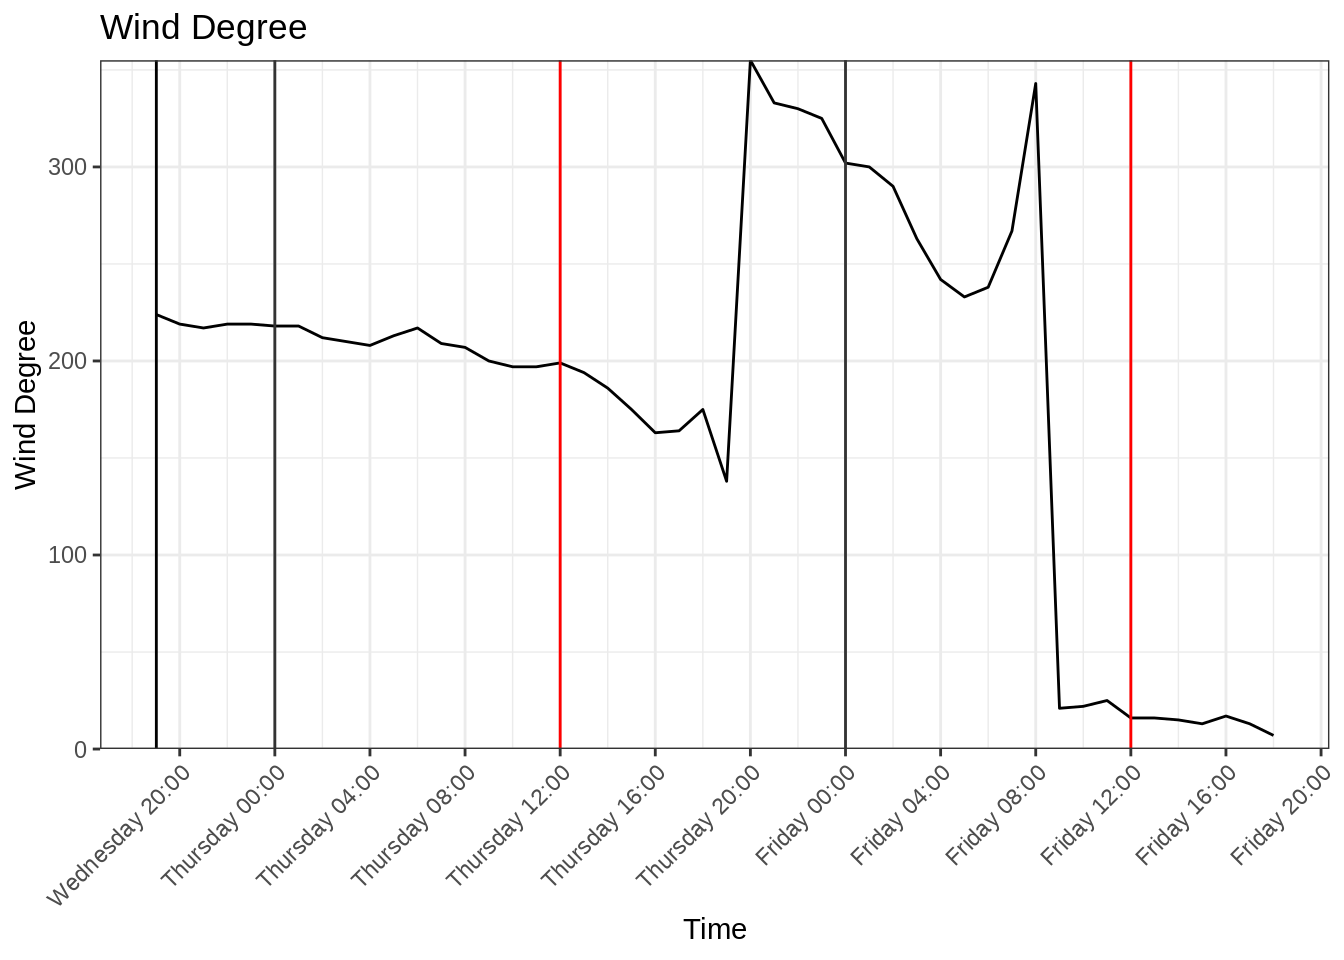 Wind Degree
Wind Degree
300
200
100
0
Wednesday 20:00
Thursday 00:00
Thursday 04:00
Thursday 08:00
Thursday 12:00
Thursday 16:00
Thursday 20:00
Friday 00:00
Friday 04:00
Friday 08:00
Friday 12:00
Friday 16:00
Friday 20:00
Time